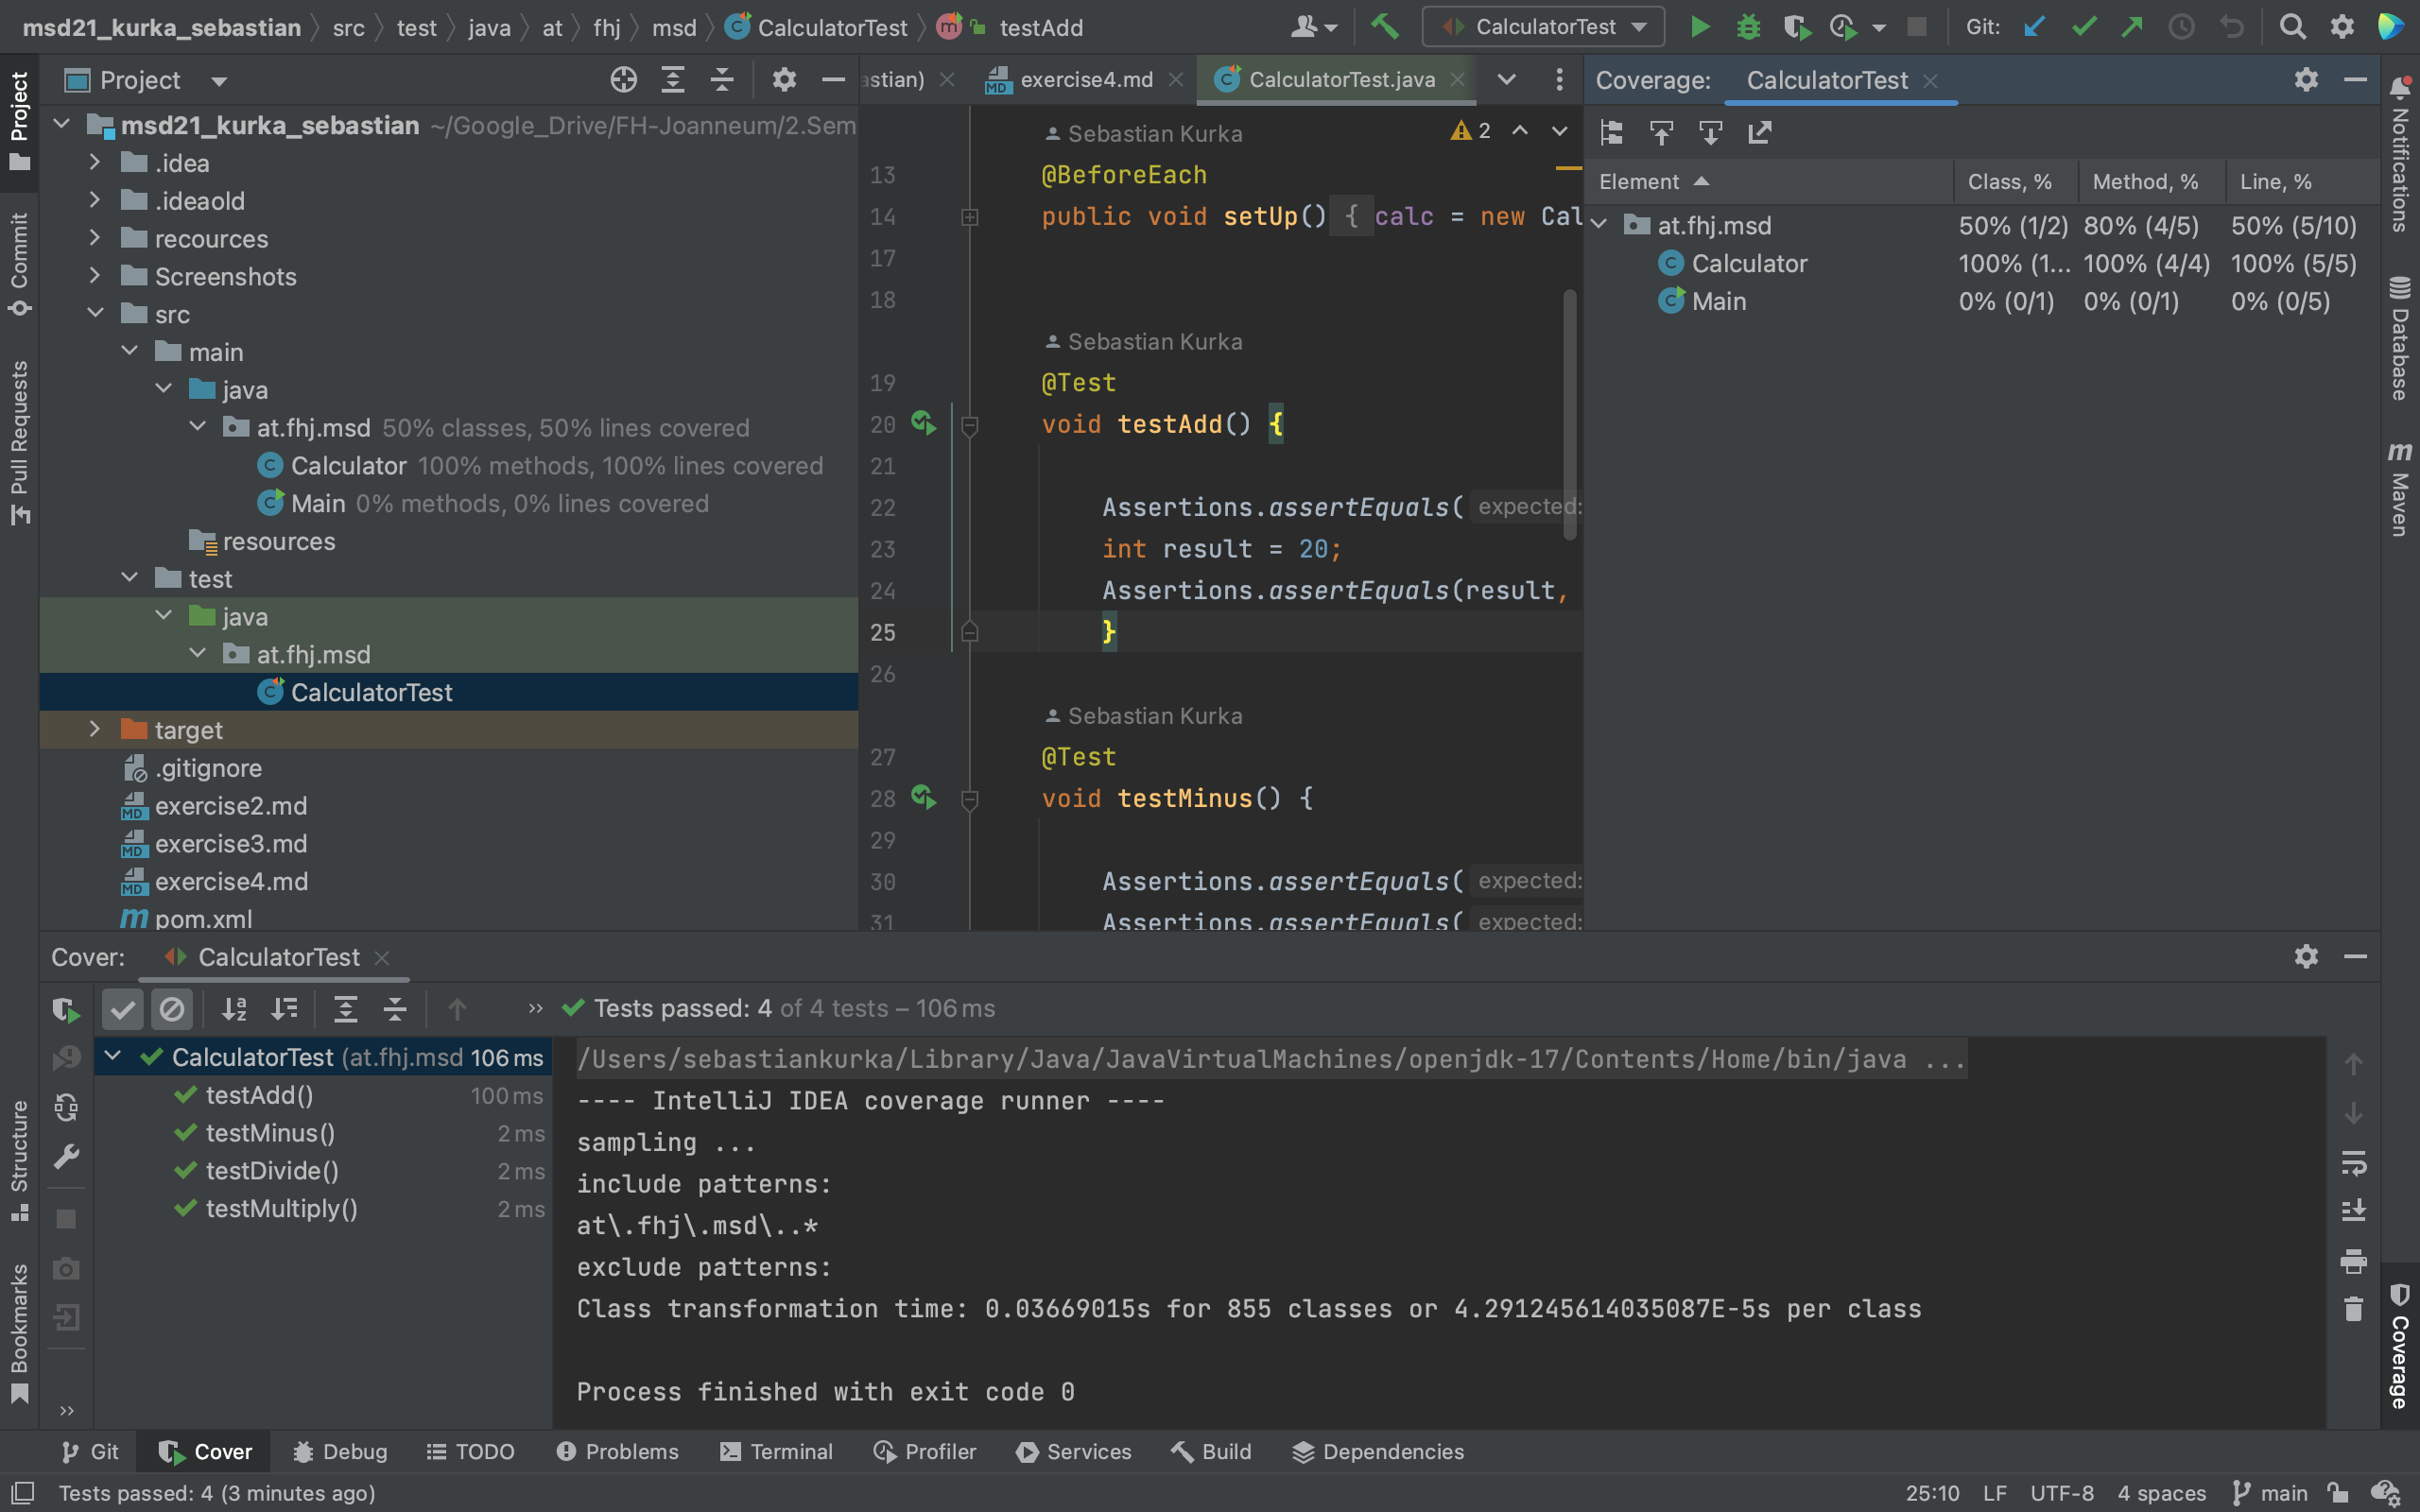 msd21_kurka_sebastian src test java at fhj msd CalculatorTest testAdd
CalculatorTest
Git:
Project
~/Google_Drive/FH-Joanneum/2.Sem
msd21_kurka_sebastian
.idea
.ideaold
recources
Screenshots
src
main
java
at.fhj.msd 50% classes, 50% lines covered
Calculator 100% methods, 100% lines covered
Main 0% methods, 0% lines covered
resources
test
java
at.fhj.msd
CalculatorTest
target
.gitignore
exercise2.md
exercise3.md
exercise4.md
pom.xml
astian) exercise4.md CalculatorTest.java
Sebastian Kurka
2
13 @BeforeEach
14 public void setUp() { calc = new Cal
17
18
Sebastian Kurka
19 @Test
20 void testAdd() {
21
22 Assertions.assertEquals( expected:
23 int result = 20;
24 Assertions.assertEquals(result,
25 }
26
Sebastian Kurka
27 @Test
28 void testMinus() {
29
30 Assertions.assertEquals( expected:
31 Assertions.assertEquals( expected:
Coverage: CalculatorTest
Element Class, % Method, % Line, %
at.fhj.msd 50% (1/2) 80% (4/5) 50% (5/10)
Calculator 100% (1... 100% (4/4) 100% (5/5)
Main 0% (0/1) 0% (0/1) 0% (0/5)
Project
Commit
Pull Requests
Structure
Bookmarks
Notifications
Database
Maven
Coverage
Cover: CalculatorTest
Tests passed: 4 of 4 tests – 106 ms
CalculatorTest (at.fhj.msd 106 ms
testAdd() 100 ms
testMinus() 2 ms
testDivide() 2 ms
testMultiply() 2 ms
/Users/sebastiankurka/Library/Java/JavaVirtualMachines/openjdk-17/Contents/Home/bin/java ...
---- IntelliJ IDEA coverage runner ----
sampling ...
include patterns:
at\.fhj\.msd\..*
exclude patterns:
Class transformation time: 0.03669015s for 855 classes or 4.291245614035087E-5s per class
Process finished with exit code 0
Git Cover Debug TODO Problems Terminal Profiler Services Build Dependencies
Tests passed: 4 (3 minutes ago)
25:10 LF UTF-8 4 spaces main